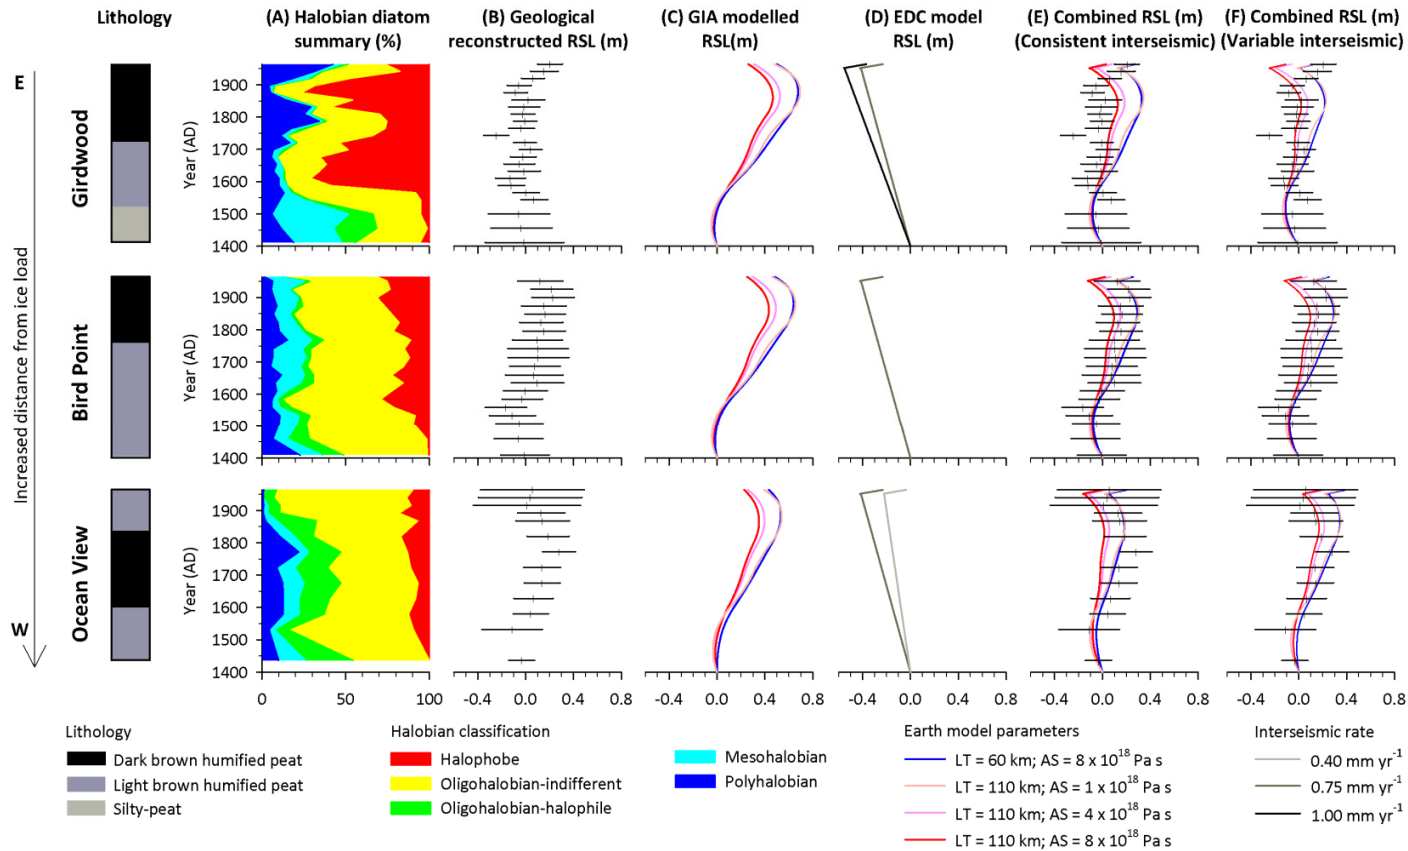 Lithology
(A) Halobian diatom
summary (%)
(B) Geological
reconstructed RSL (m)
(C) GIA modelled
RSL(m)
(D) EDC model
RSL (m)
(E) Combined RSL (m)
(Consistent interseismic)
(F) Combined RSL (m)
(Variable interseismic)
E
Increased distance from ice load
W
Girdwood
Year (AD)
1900
1800
1700
1600
1500
1400
-0.4 0.0 0.4 0.8
Bird Point
Year (AD)
1900
1800
1700
1600
1500
1400
Ocean View
Year (AD)
1900
1800
1700
1600
1500
1400
0 50 100
-0.4 0.0 0.4 0.8
0.0 0.4 0.8
-0.4 0.0
-0.4 0.0 0.4 0.8
0.0 0.4 0.8
Lithology
Dark brown humified peat
Light brown humified peat
Silty-peat
Halobian classification
Halophobe
Oligohalobian-indifferent
Oligohalobian-halophile
Mesohalobian
Polyhalobian
Earth model parameters
LT = 60 km; AS = 8 x 10¹⁸ Pa s
LT = 110 km; AS = 1 x 10¹⁸ Pa s
LT = 110 km; AS = 4 x 10¹⁸ Pa s
LT = 110 km; AS = 8 x 10¹⁸ Pa s
Interseismic rate
0.40 mm yr⁻¹
0.75 mm yr⁻¹
1.00 mm yr⁻¹